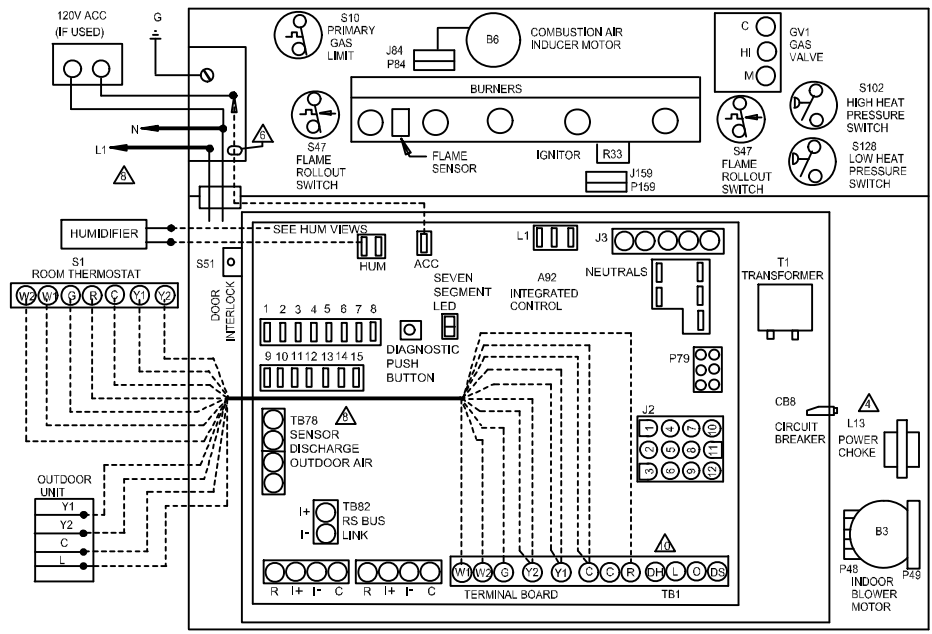 120V ACC
(IF USED)
G
S10
PRIMARY
GAS
LIMIT
J84
P84
B6
COMBUSTION AIR
INDUCER MOTOR
C
HI
M
GV1
GAS
VALVE
BURNERS
S102
HIGH HEAT
PRESSURE
SWITCH
N
L1
6
8
S47
FLAME
ROLLOUT
SWITCH
FLAME
SENSOR
IGNITOR
R33
J159
P159
S47
FLAME
ROLLOUT
SWITCH
S128
LOW HEAT
PRESSURE
SWITCH
HUMIDIFIER
SEE HUM VIEWS
HUM
ACC
L1
J3
S1
ROOM THERMOSTAT
W2 W1 G R C Y1 Y2
S51
DOOR
INTERLOCK
SEVEN
SEGMENT
LED
A92
INTEGRATED
CONTROL
NEUTRALS
T1
TRANSFORMER
1 2 3 4 5 6 7 8
9 10 11 12 13 14 15
DIAGNOSTIC
PUSH
BUTTON
P79
8
TB78
SENSOR
DISCHARGE
OUTDOOR AIR
J2
1 4 7 10
2 5 8 11
3 6 9 12
CB8
CIRCUIT
BREAKER
4
L13
POWER
CHOKE
OUTDOOR
UNIT
Y1
Y2
C
L
I+
I-
TB82
RS BUS
LINK
10
B3
P48
P49
INDOOR
BLOWER
MOTOR
R I+ I- C
R I+ I- C
W1 W2 G Y2 Y1 C C R DH L O DS
TERMINAL BOARD
TB1